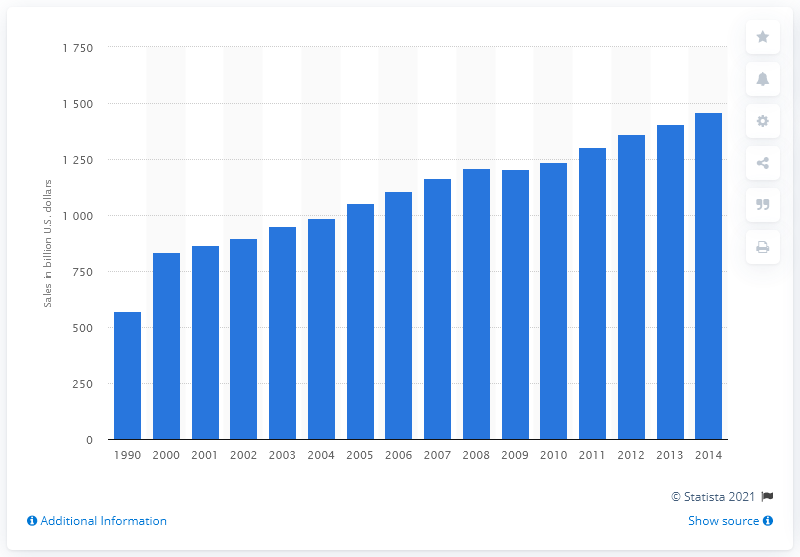 1 750
1 500
1 250
1 000
750
500
250
0
Sales in billion U.S. dollars
1990 2000 2001 2002 2003 2004 2005 2006 2007 2008 2009 2010 2011 2012 2013 2014
© Statista 2021
Additional Information
Show source